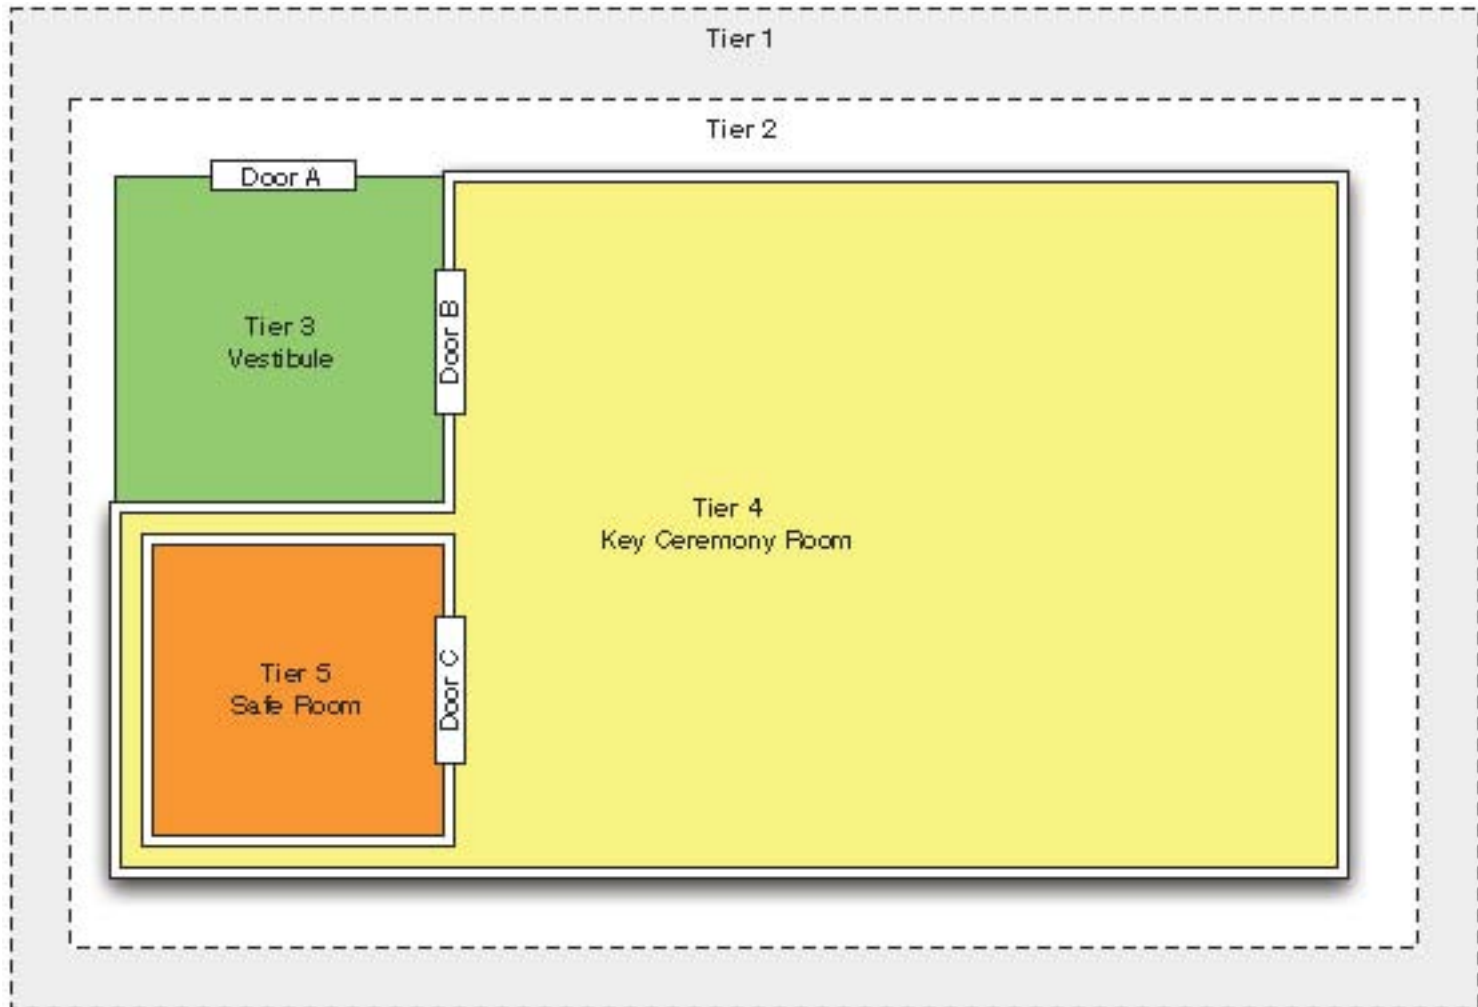 Tier 1
Tier 2
Door A
Tier 3
Vestibule
Door B
Tier 4
Key Ceremony Room
Tier 5
Safe Room
Door C